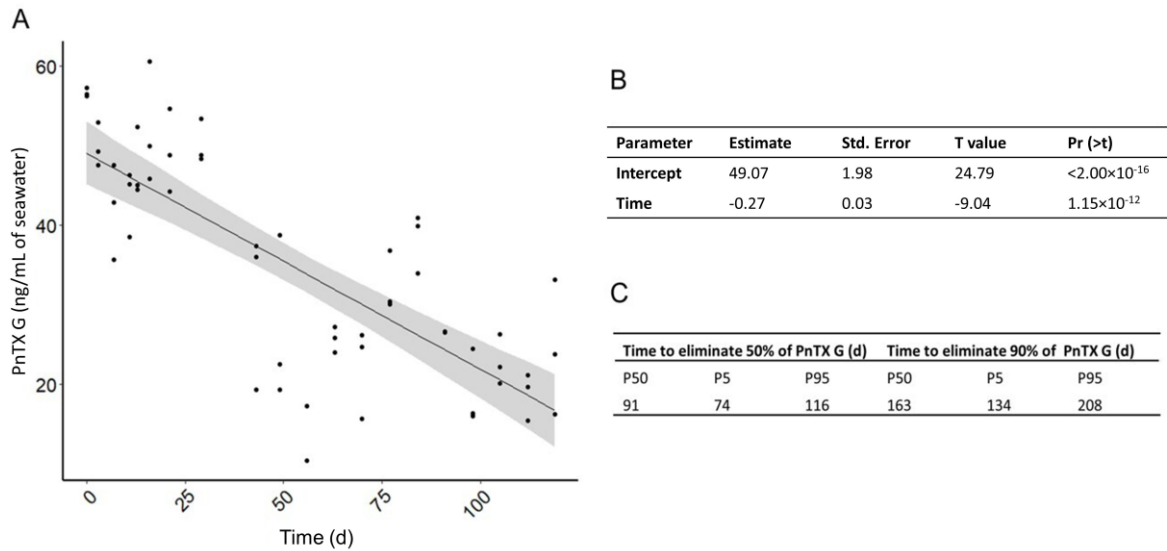 A
PnTX G (ng/mL of seawater)
60
40
20
0
25
50
75
100
Time (d)
B
Parameter Estimate Std. Error T value Pr (>t)
Intercept 49.07 1.98 24.79 <2.00×10⁻¹⁶
Time -0.27 0.03 -9.04 1.15×10⁻¹²
C
Time to eliminate 50% of PnTX G (d) Time to eliminate 90% of PnTX G (d)
P50 P5 P95 P50 P5 P95
91 74 116 163 134 208